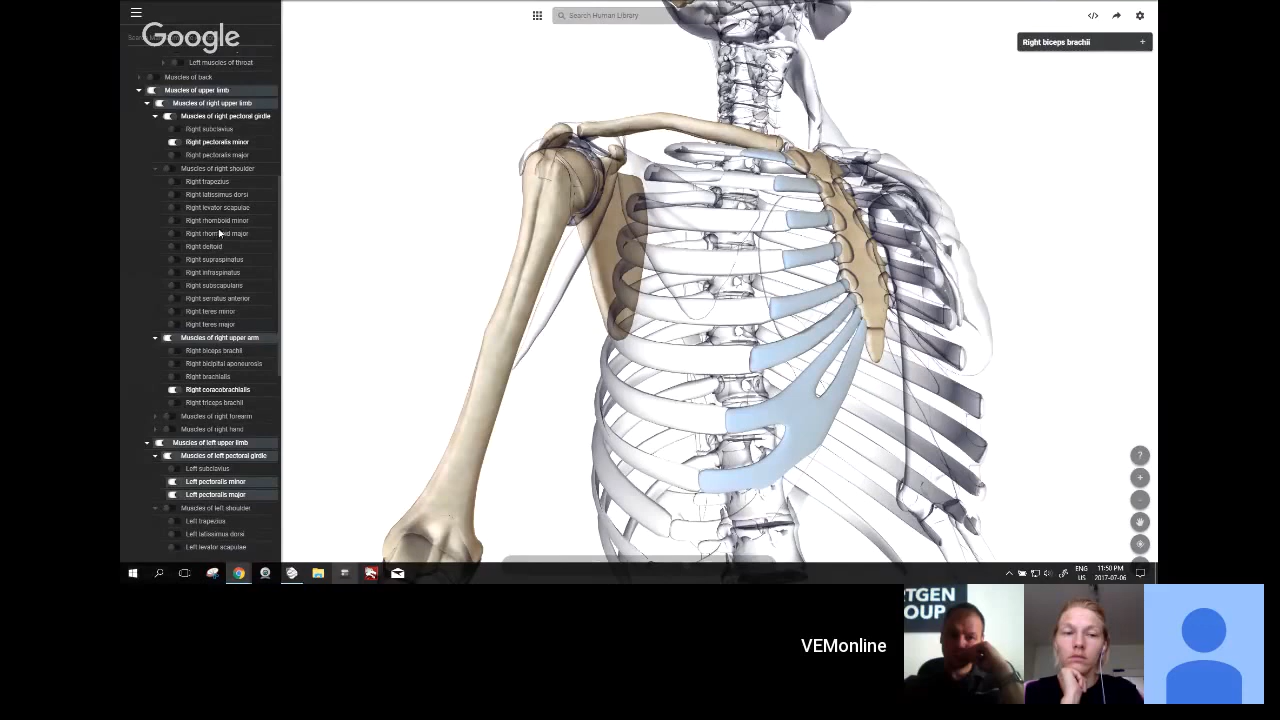 Google
Search Human Library
Right biceps brachii +
Left muscles of throat
Muscles of back
Muscles of upper limb
Muscles of right upper limb
Muscles of right pectoral girdle
Right subclavius
Right pectoralis minor
Right pectoralis major
Muscles of right shoulder
Right trapezius
Right latissimus dorsi
Right levator scapulae
Right rhomboid minor
Right rhomboid major
Right deltoid
Right supraspinatus
Right infraspinatus
Right subscapularis
Right serratus anterior
Right teres minor
Right teres major
Muscles of right upper arm
Right biceps brachii
Right bicipital aponeurosis
Right brachialis
Right coracobrachialis
Right triceps brachii
Muscles of right forearm
Muscles of right hand
Muscles of left upper limb
Muscles of left pectoral girdle
Left subclavius
Left pectoralis minor
Left pectoralis major
Muscles of left shoulder
Left trapezius
Left latissimus dorsi
Left levator scapulae
?
ENG
US
11:50 PM
2017-07-06
RTGEN
ROUP
VEMonline